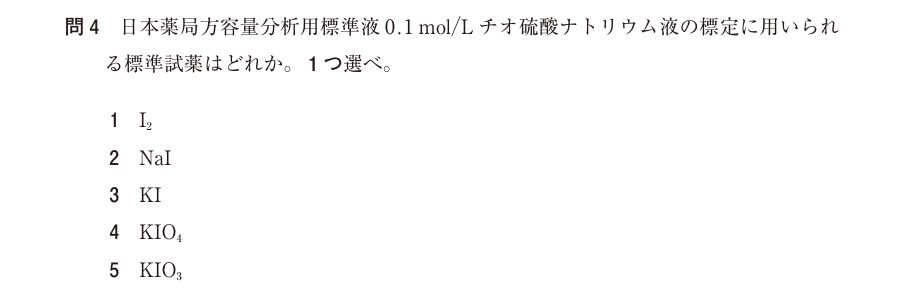 問 4 日本薬局方容量分析用標準液 0.1 mol/L チオ硫酸ナトリウム液の標定に用いられ
る標準試薬はどれか。1 つ選べ。
1 I₂
2 NaI
3 KI
4 KIO₄
5 KIO₃